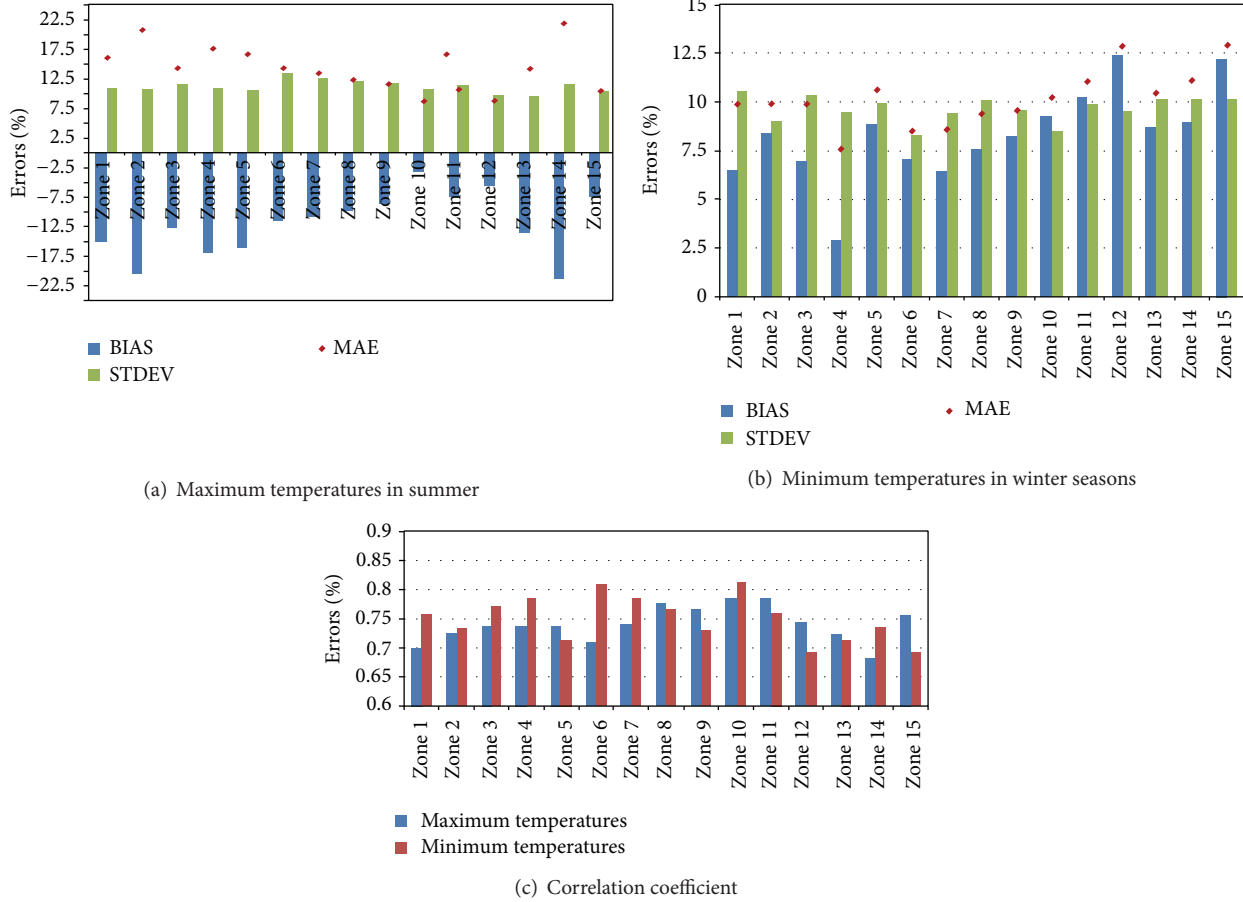 22.5
17.5
12.5
7.5
2.5
−2.5
−7.5
−12.5
−17.5
−22.5
Errors (%)
Zone 1
Zone 2
Zone 3
Zone 4
Zone 5
Zone 6
Zone 7
Zone 8
Zone 9
Zone 10
Zone 11
Zone 12
Zone 13
Zone 14
Zone 15
BIAS
STDEV
MAE
(a) Maximum temperatures in summer
15
12.5
10
7.5
5
2.5
0
Errors (%)
Zone 1
Zone 2
Zone 3
Zone 4
Zone 5
Zone 6
Zone 7
Zone 8
Zone 9
Zone 10
Zone 11
Zone 12
Zone 13
Zone 14
Zone 15
BIAS
STDEV
MAE
(b) Minimum temperatures in winter seasons
0.9
0.85
0.8
0.75
0.7
0.65
0.6
Errors (%)
Zone 1
Zone 2
Zone 3
Zone 4
Zone 5
Zone 6
Zone 7
Zone 8
Zone 9
Zone 10
Zone 11
Zone 12
Zone 13
Zone 14
Zone 15
Maximum temperatures
Minimum temperatures
(c) Correlation coefficient